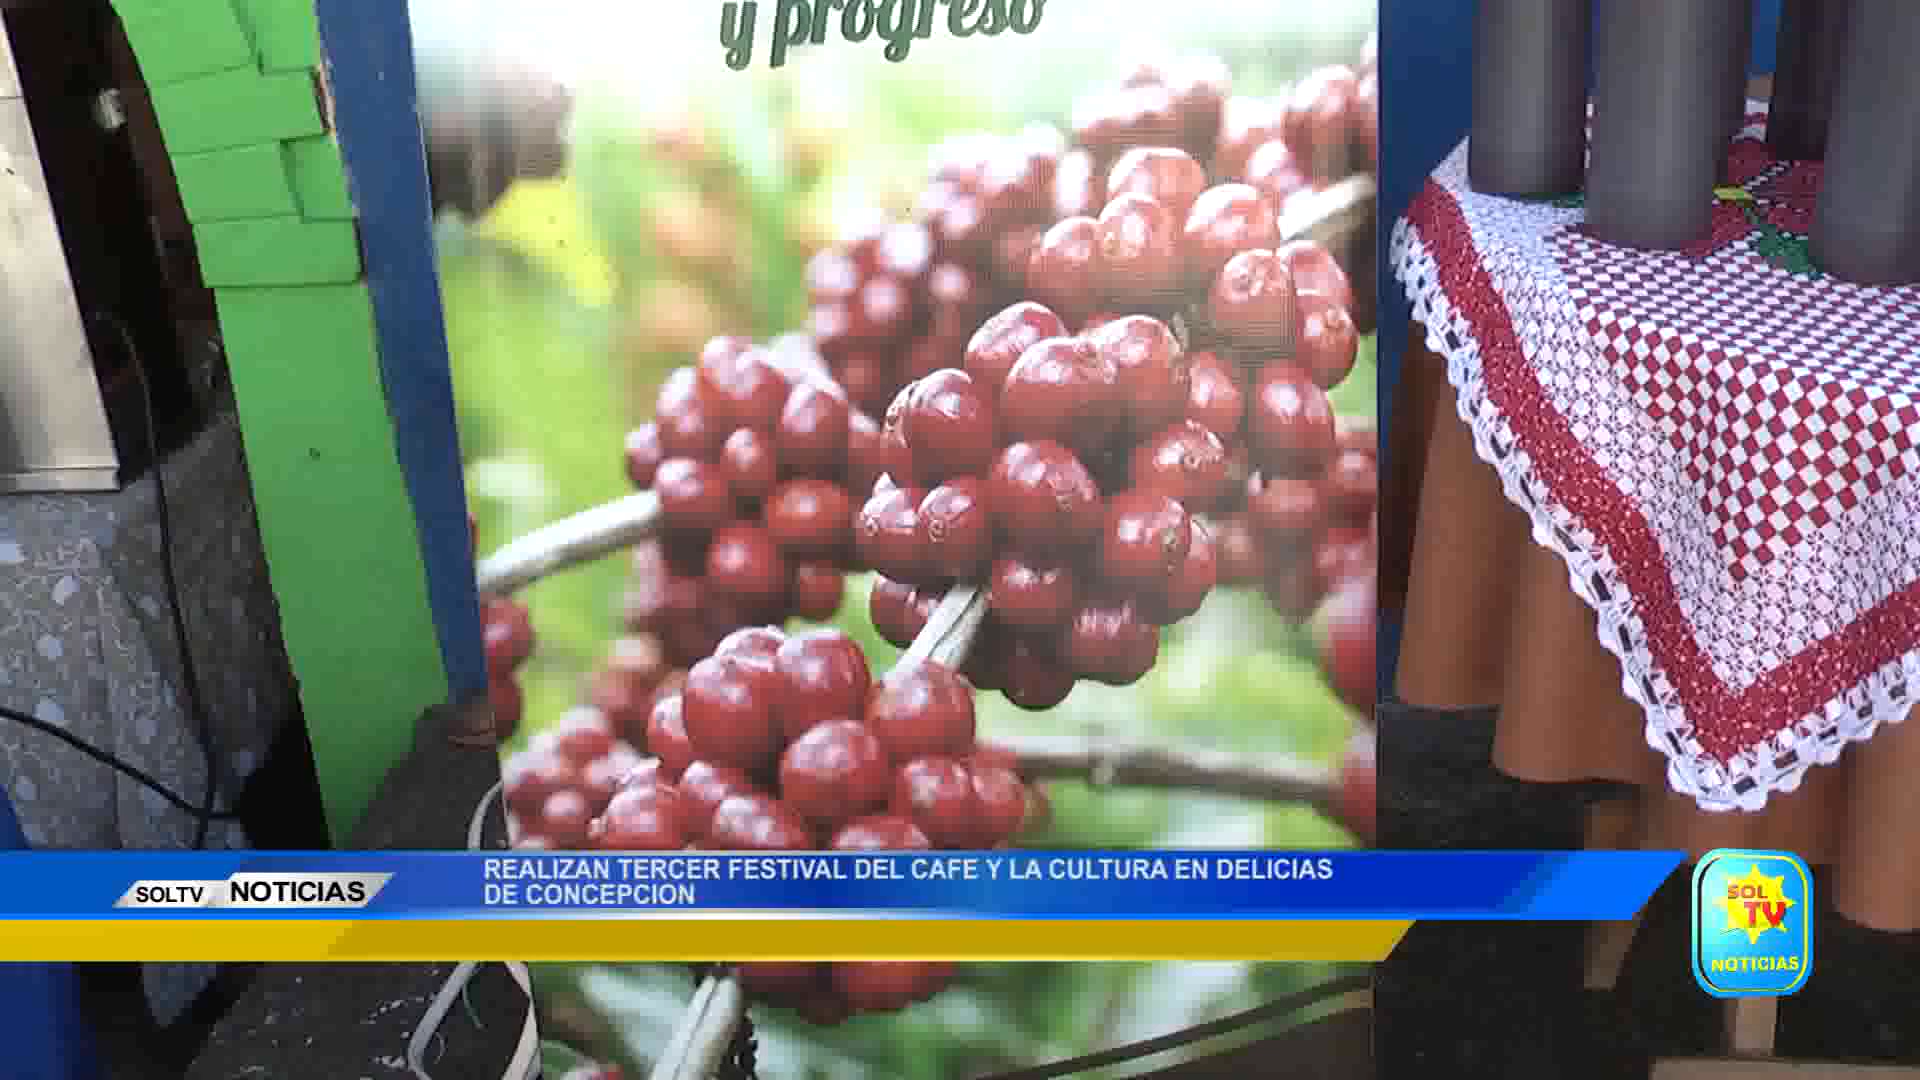 y progreso
SOLTV NOTICIAS
REALIZAN TERCER FESTIVAL DEL CAFE Y LA CULTURA EN DELICIAS
DE CONCEPCION
SOL
TV
NOTICIAS